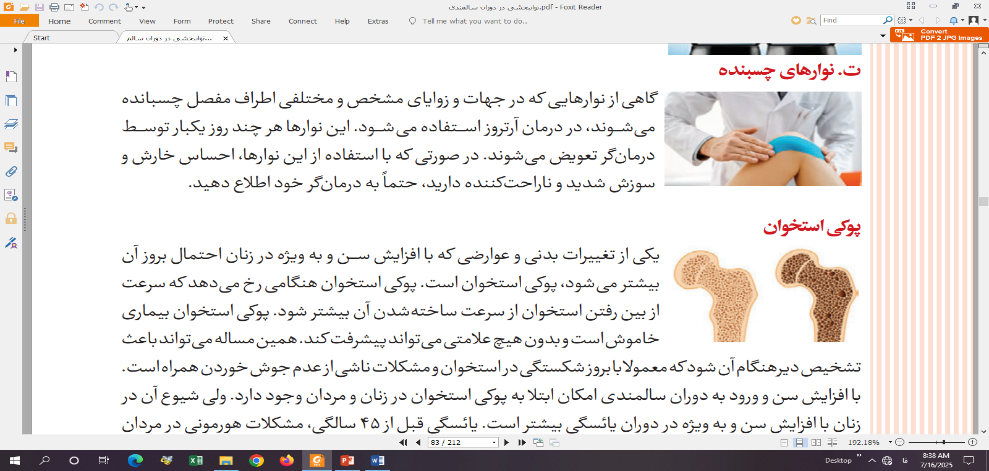 توانبخشی در دوران سالمندی.pdf - Foxit Reader
File Home Comment View Form Protect Share Connect Help Extras Tell me what you want to do... Find
Start
Convert
PDF 2 JPG Images
ت. نوارهای چسبنده
گاهی از نوارهایی که در جهات و زوایای مشخص و مختلفی اطراف مفصل چسبانده
می‌شوند، در درمان آرتروز استفاده می‌شود. این نوارها هر چند روز یکبار توسط
درمان‌گر تعویض می‌شوند. در صورتی که با استفاده از این نوارها، احساس خارش و
سوزش شدید و ناراحت‌کننده دارید، حتماً به درمان‌گر خود اطلاع دهید.
پوکی استخوان
یکی از تغییرات بدنی و عوارضی که با افزایش سن و به ویژه در زنان احتمال بروز آن
بیشتر می‌شود، پوکی استخوان است. پوکی استخوان هنگامی رخ می‌دهد که سرعت
از بین رفتن استخوان از سرعت ساخته‌شدن آن بیشتر شود. پوکی استخوان بیماری
خاموش است و بدون هیچ علامتی می‌تواند پیشرفت کند. همین مساله می‌تواند باعث
تشخیص دیرهنگام آن شود که معمولا با بروز شکستگی در استخوان و مشکلات ناشی از عدم جوش خوردن همراه است.
با افزایش سن و ورود به دوران سالمندی امکان ابتلا به پوکی استخوان در زنان و مردان وجود دارد. ولی شیوع آن در
زنان با افزایش سن و به ویژه در دوران یائسگی بیشتر است. یائسگی قبل از ۴۵ سالگی، مشکلات هورمونی در مردان
83 / 212 192.18%
Desktop فا 8:38 AM
7/16/2025